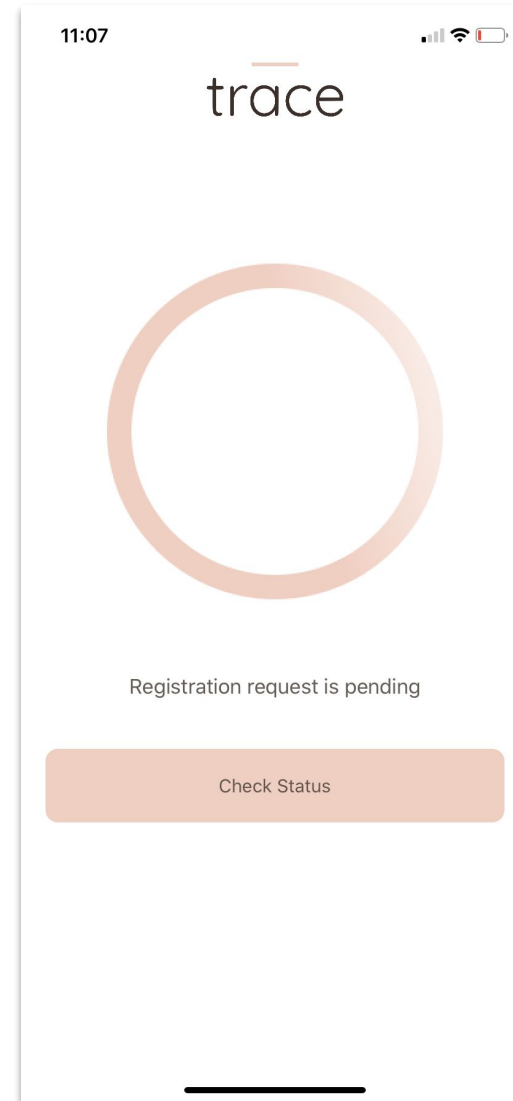 11:07
trace
Registration request is pending
Check Status